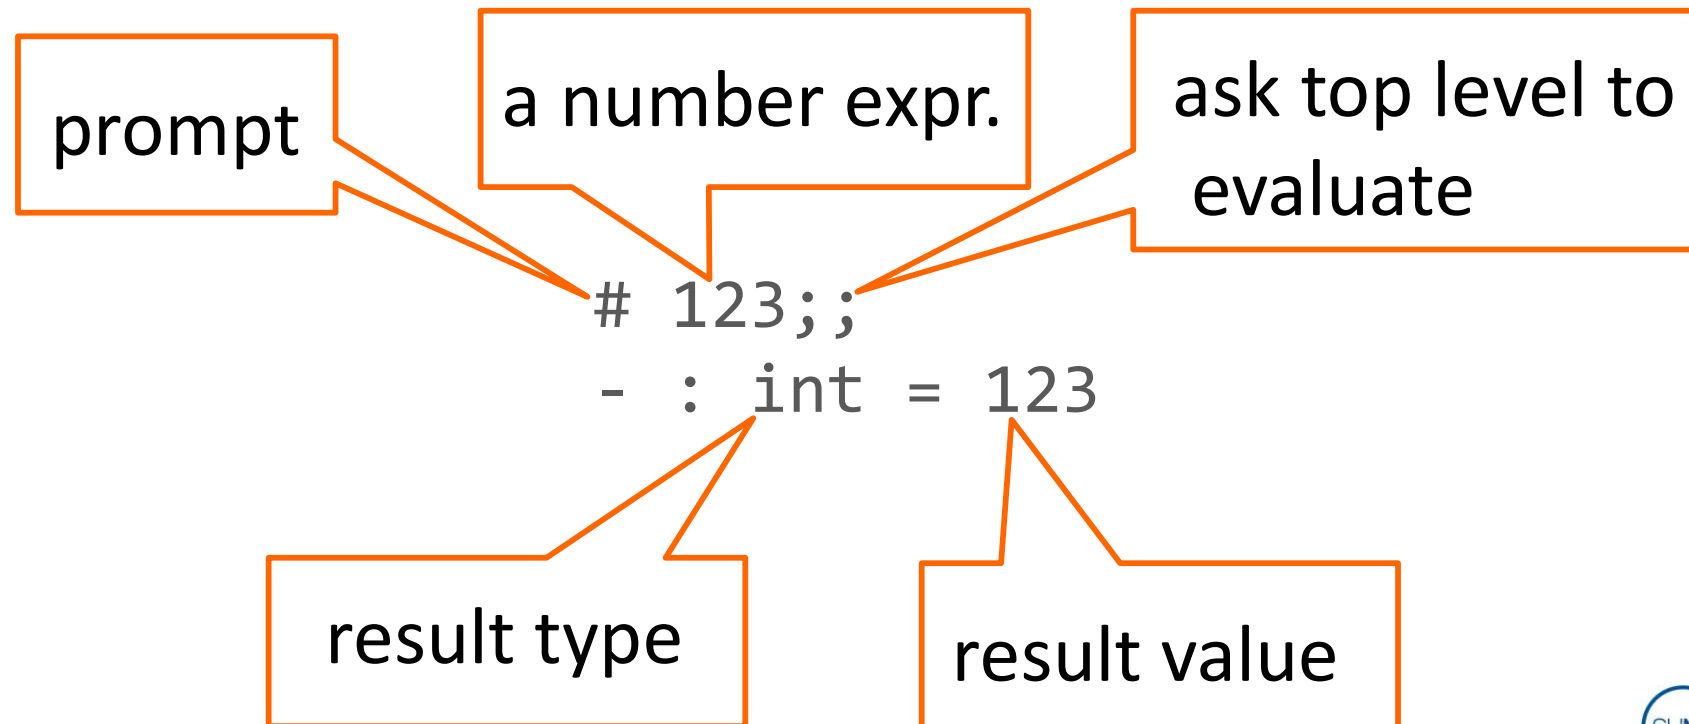 prompt
a number expr.
ask top level to
evaluate
# 123;;
- : int = 123
result type
result value